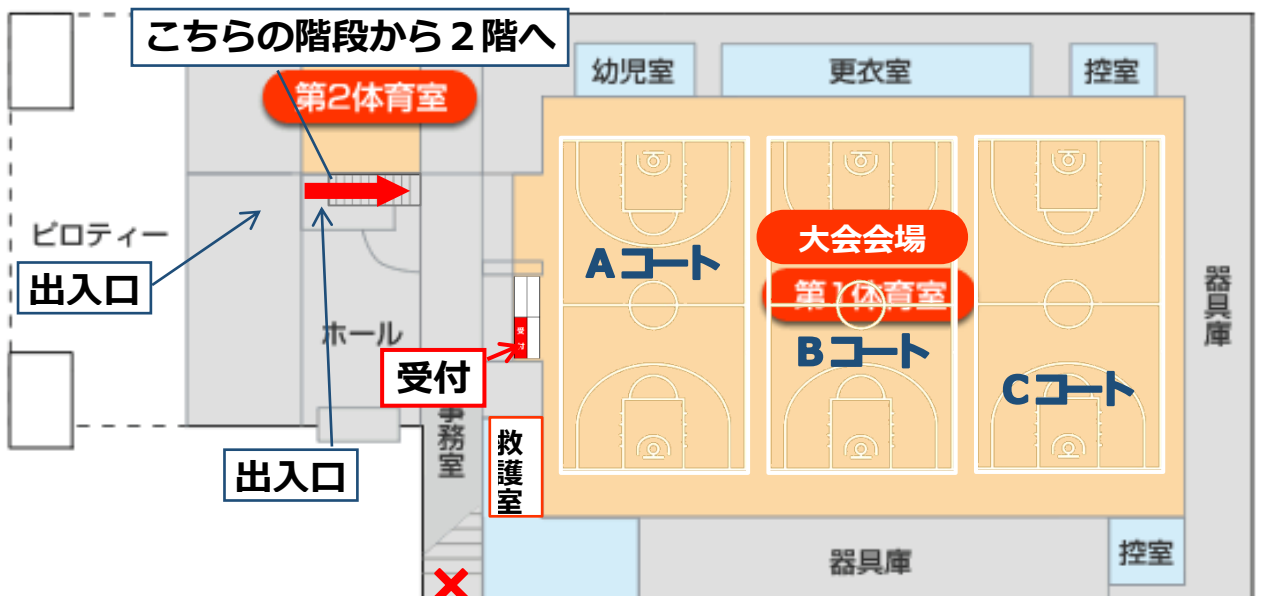 こちらの階段から２階へ
第2体育室
幼児室
更衣室
控室
ピロティー
出入口
大会会場
Aコート
第1体育室
器具庫
ホール
受付
受付
Bコート
Cコート
事務室
救護室
出入口
器具庫
控室